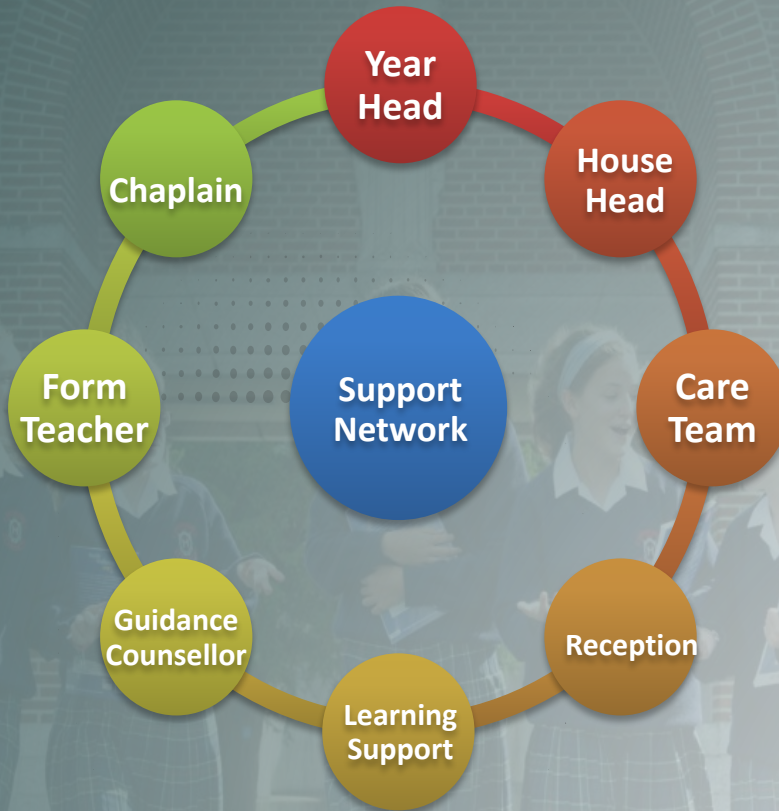 Year
Head
House
Head
Care
Team
Reception
Learning
Support
Guidance
Counsellor
Form
Teacher
Chaplain
Support
Network